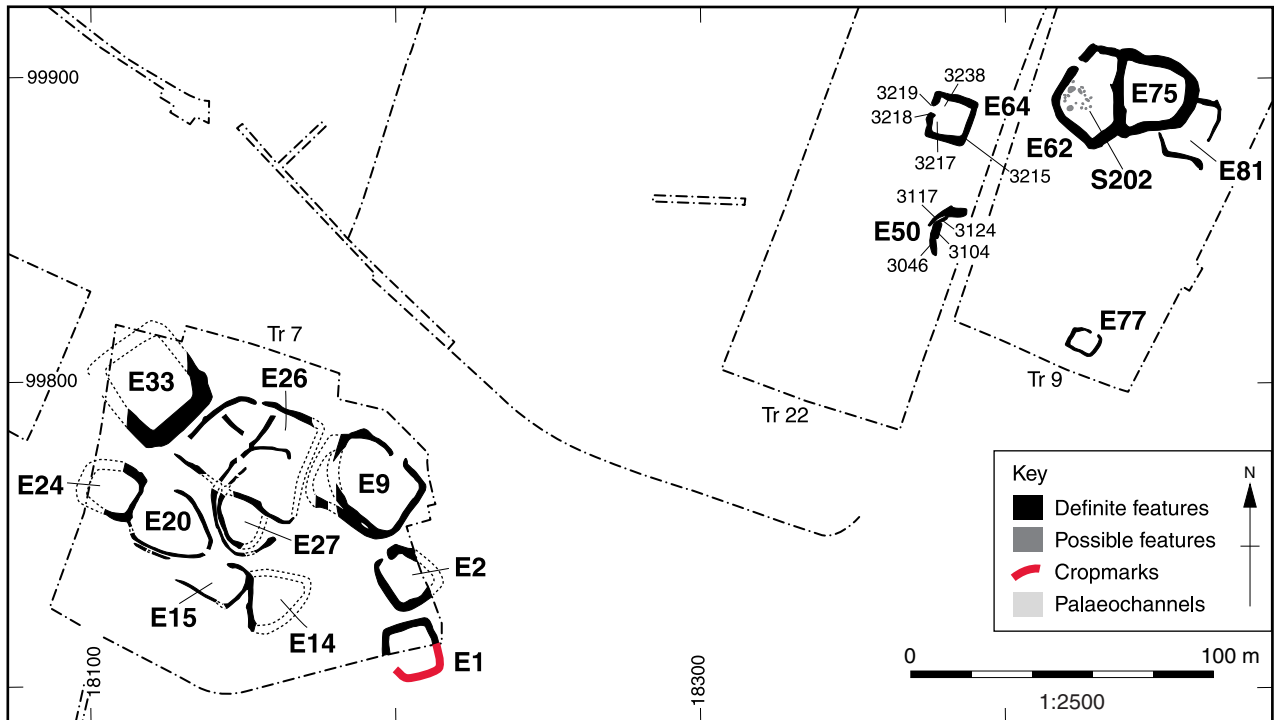 99900
3238
3219
3218
E64
3217
3215
E62
E75
S202
E81
3117
E50
3124
3104
3046
E77
Tr 7
99800
E33
E26
Tr 22
Tr 9
E24
E20
E9
E27
E2
E15
E14
E1
18100
18300
Key
N
Definite features
Possible features
Cropmarks
Palaeochannels
0
100 m
1:2500